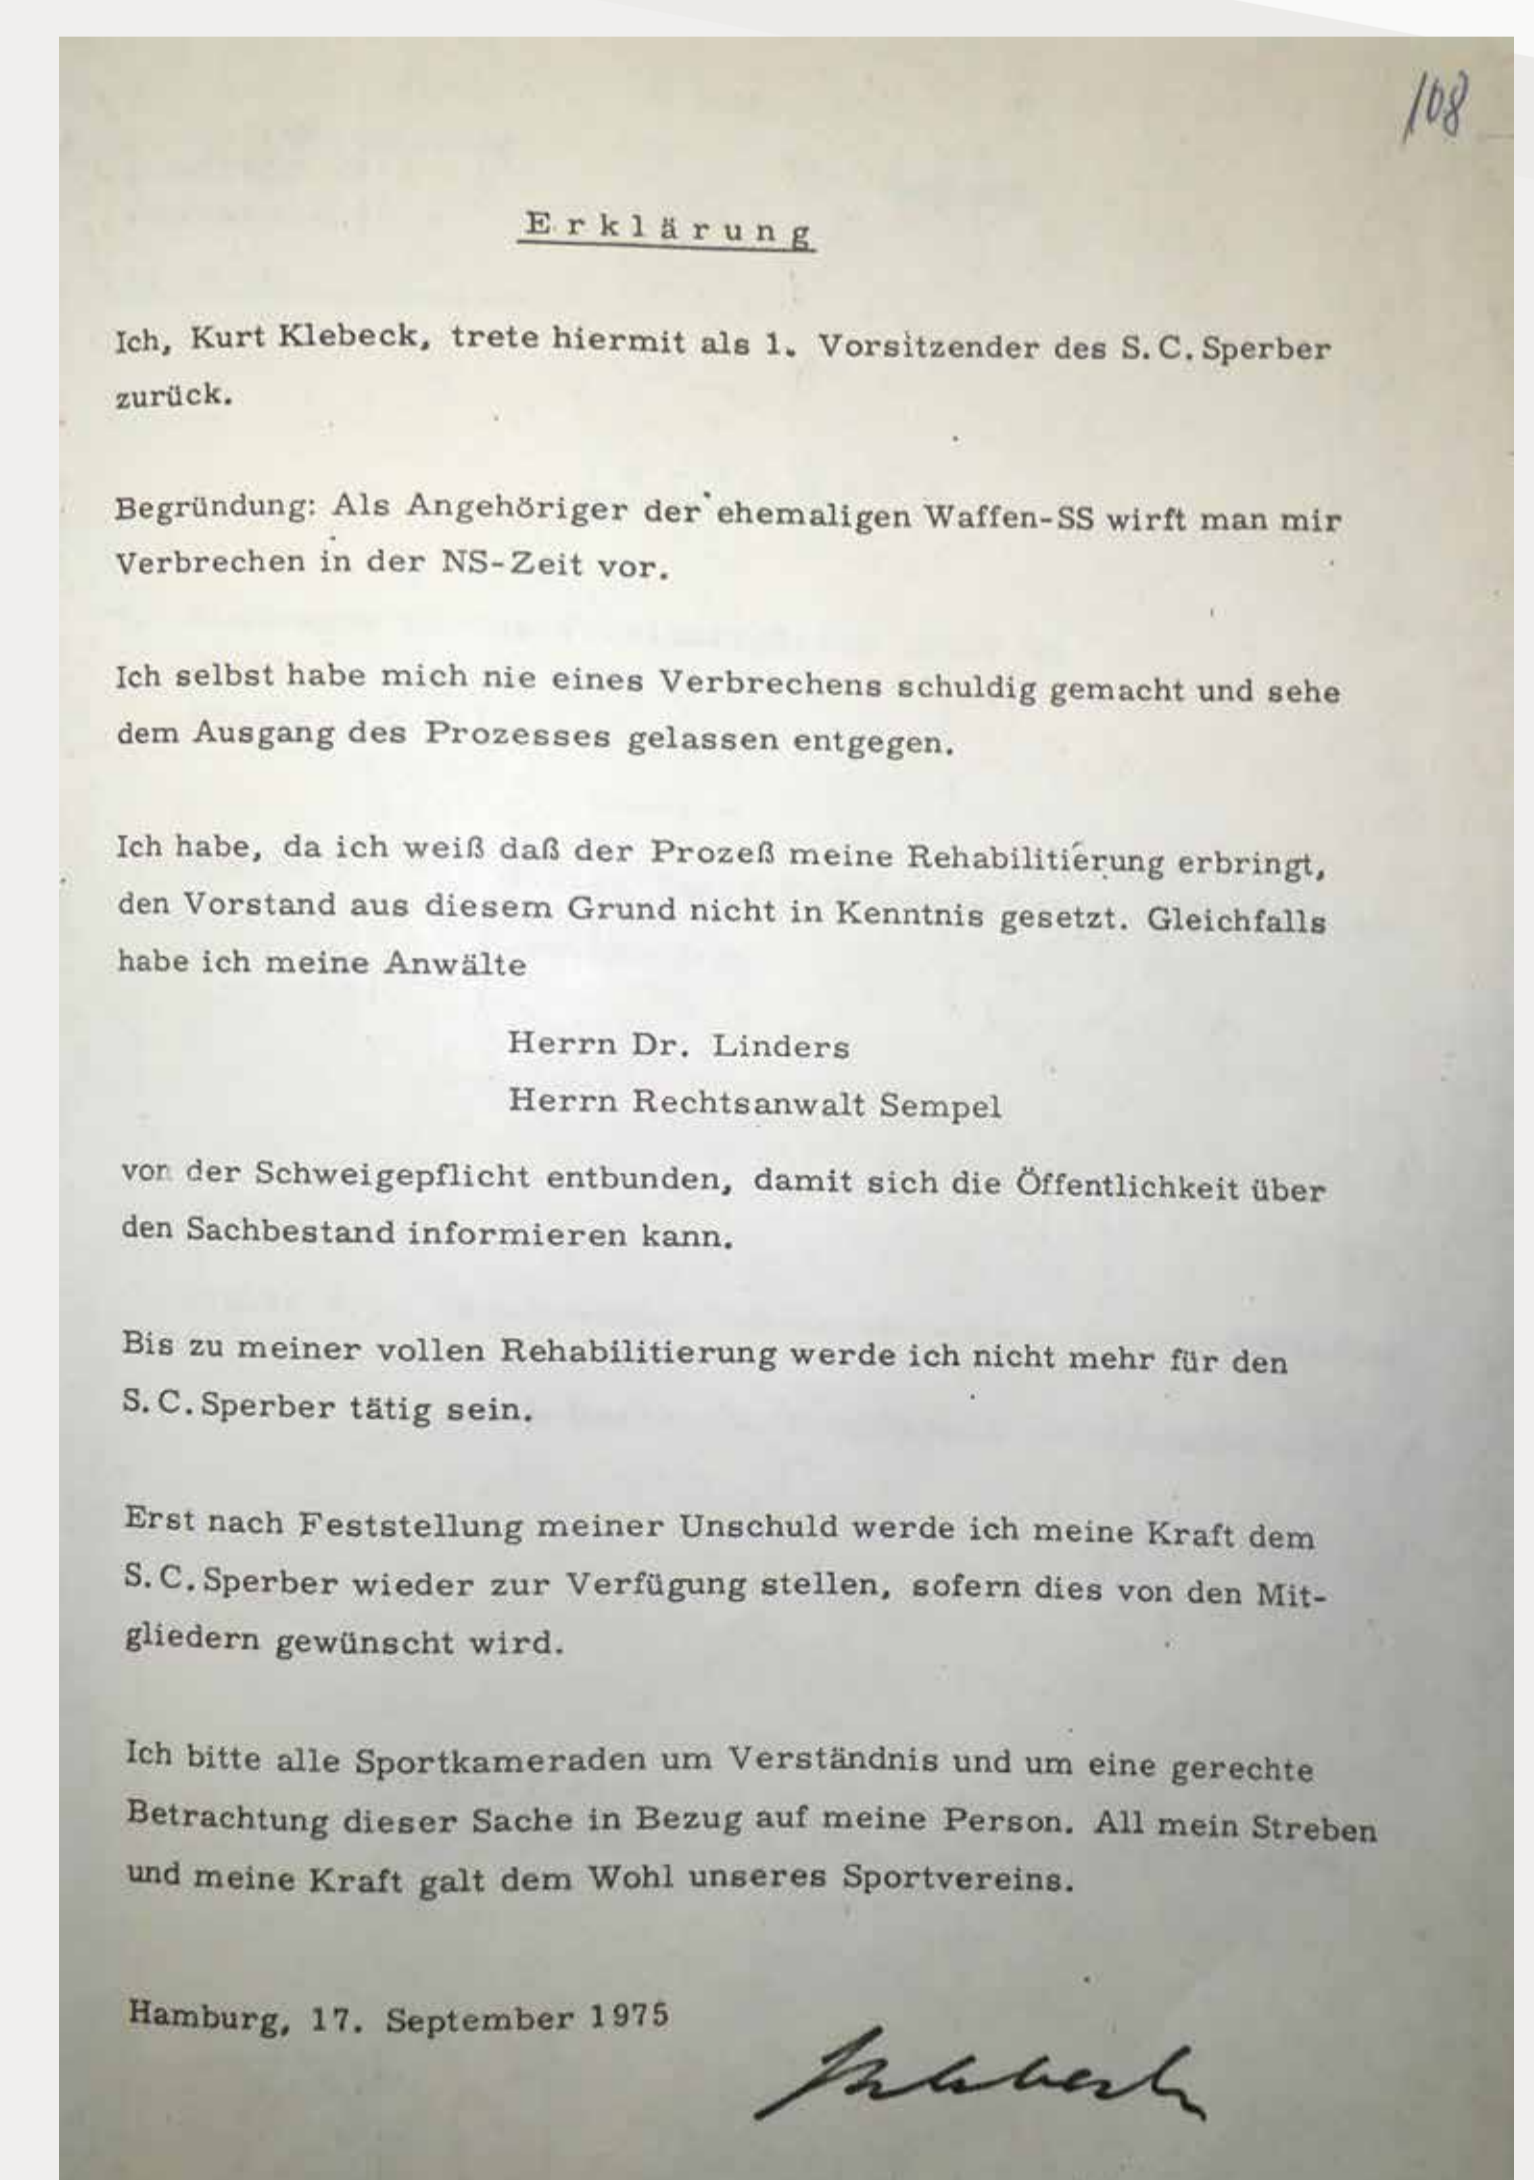 108
Erklärung
Ich, Kurt Klebeck, trete hiermit als 1. Vorsitzender des S.C.Sperber
zurück.
Begründung: Als Angehöriger der ehemaligen Waffen-SS wirft man mir
Verbrechen in der NS-Zeit vor.
Ich selbst habe mich nie eines Verbrechens schuldig gemacht und sehe
dem Ausgang des Prozesses gelassen entgegen.
Ich habe, da ich weiß daß der Prozeß meine Rehabilitierung erbringt,
den Vorstand aus diesem Grund nicht in Kenntnis gesetzt. Gleichfalls
habe ich meine Anwälte
Herrn Dr. Linders
Herrn Rechtsanwalt Sempel
von der Schweigepflicht entbunden, damit sich die Öffentlichkeit über
den Sachbestand informieren kann.
Bis zu meiner vollen Rehabilitierung werde ich nicht mehr für den
S.C.Sperber tätig sein.
Erst nach Feststellung meiner Unschuld werde ich meine Kraft dem
S.C.Sperber wieder zur Verfügung stellen, sofern dies von den Mit-
gliedern gewünscht wird.
Ich bitte alle Sportkameraden um Verständnis und um eine gerechte
Betrachtung dieser Sache in Bezug auf meine Person. All mein Streben
und meine Kraft galt dem Wohl unseres Sportvereins.
Hamburg, 17. September 1975